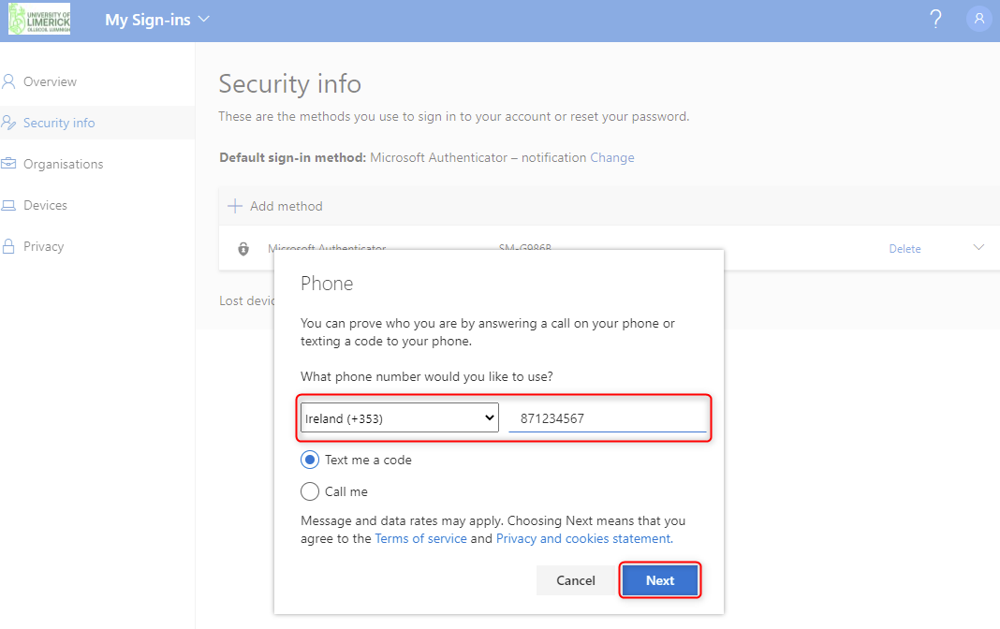 UNIVERSITY OF
LIMERICK
OLLSCOIL LUIMNIGH
My Sign-ins
?
Overview
Security info
Organisations
Devices
Privacy
Security info
These are the methods you use to sign in to your account or reset your password.
Default sign-in method: Microsoft Authenticator – notification Change
Add method
Microsoft Authenticator SM-G986B Delete
Lost devic
Phone
You can prove who you are by answering a call on your phone or
texting a code to your phone.
What phone number would you like to use?
Ireland (+353) 871234567
Text me a code
Call me
Message and data rates may apply. Choosing Next means that you
agree to the Terms of service and Privacy and cookies statement.
Cancel Next